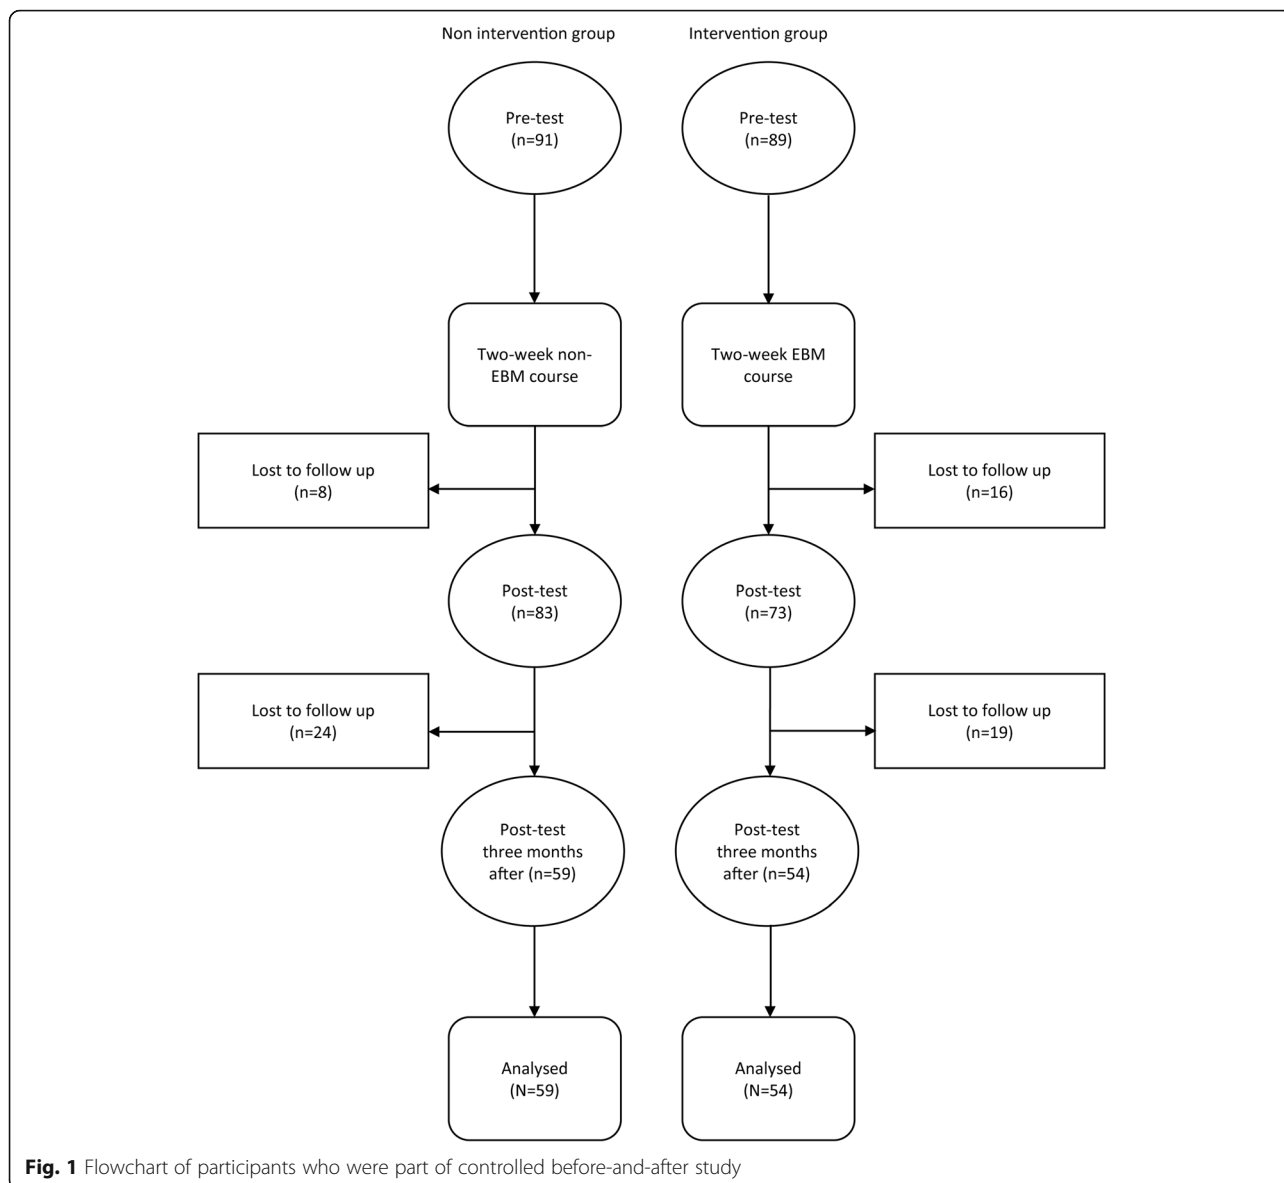 Non intervention group
Intervention group
Pre-test
(n=91)
Pre-test
(n=89)
Two-week non-
EBM course
Two-week EBM
course
Lost to follow up
(n=8)
Lost to follow up
(n=16)
Post-test
(n=83)
Post-test
(n=73)
Lost to follow up
(n=24)
Lost to follow up
(n=19)
Post-test
three months
after (n=59)
Post-test
three months
after (n=54)
Analysed
(N=59)
Analysed
(N=54)
Fig. 1 Flowchart of participants who were part of controlled before-and-after study